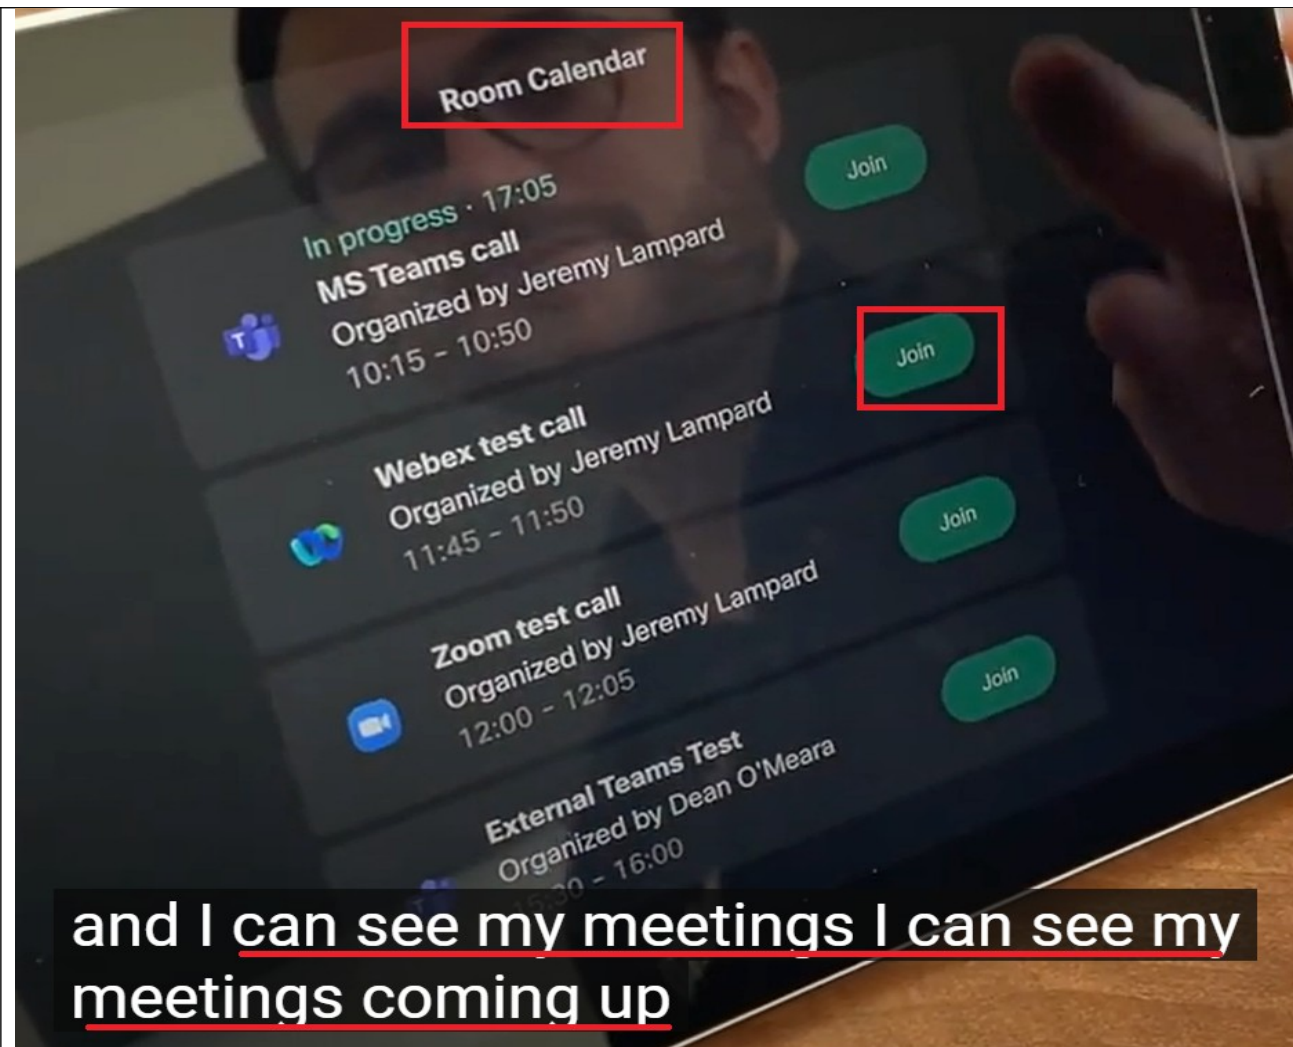 Room Calendar
In progress · 17:05
MS Teams call
Organized by Jeremy Lampard
10:15 - 10:50
Join
T
Webex test call
Organized by Jeremy Lampard
11:45 - 11:50
Join
Zoom test call
Organized by Jeremy Lampard
12:00 - 12:05
Join
External Teams Test
Organized by Dean O'Meara
15:30 - 16:00
Join
T
and I can see my meetings I can see my
meetings coming up